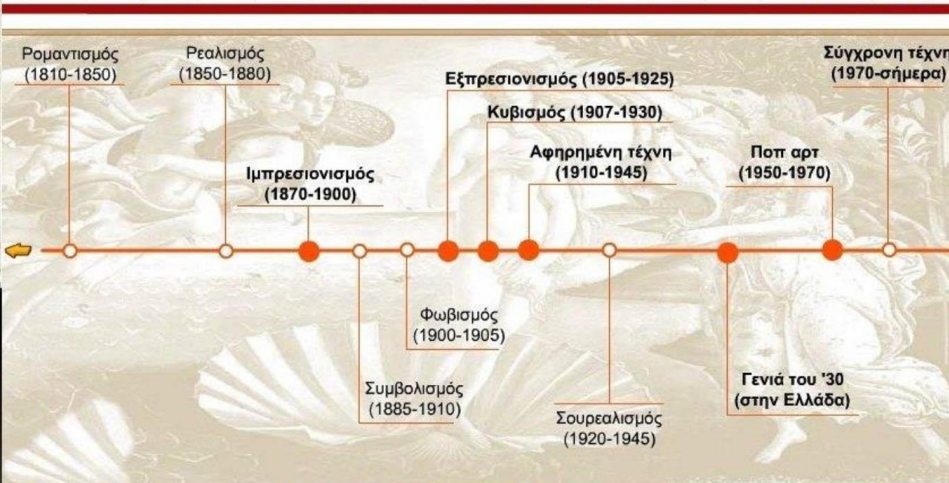 Ρομαντισμός
(1810-1850)
Ρεαλισμός
(1850-1880)
Ιμπρεσιονισμός
(1870-1900)
Εξπρεσιονισμός (1905-1925)
Κυβισμός (1907-1930)
Αφηρημένη τέχνη
(1910-1945)
Ποπ αρτ
(1950-1970)
Σύγχρονη τέχνη
(1970-σήμερα)
Φωβισμός
(1900-1905)
Συμβολισμός
(1885-1910)
Σουρεαλισμός
(1920-1945)
Γενιά του '30
(στην Ελλάδα)